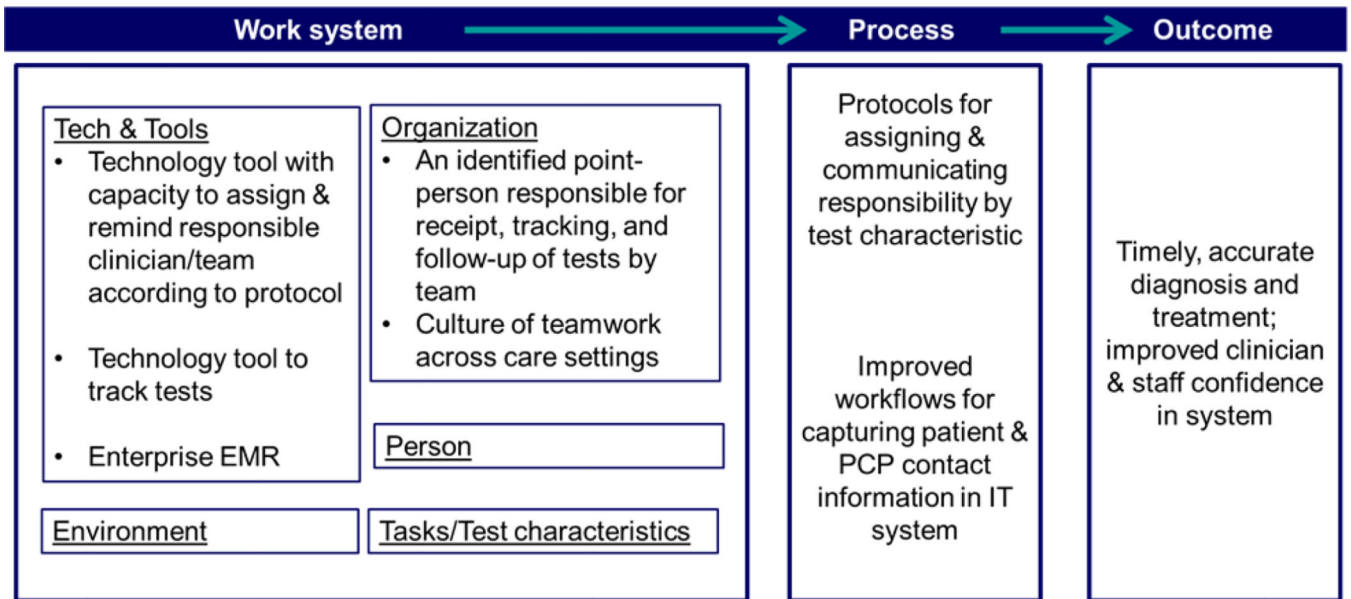 Work system
Process
Outcome
Tech & Tools
• Technology tool with
capacity to assign &
remind responsible
clinician/team
according to protocol
• Technology tool to
track tests
• Enterprise EMR
Organization
• An identified point-
person responsible for
receipt, tracking, and
follow-up of tests by
team
• Culture of teamwork
across care settings
Person
Environment
Tasks/Test characteristics
Protocols for
assigning &
communicating
responsibility by
test characteristic
Improved
workflows for
capturing patient &
PCP contact
information in IT
system
Timely, accurate
diagnosis and
treatment;
improved clinician
& staff confidence
in system